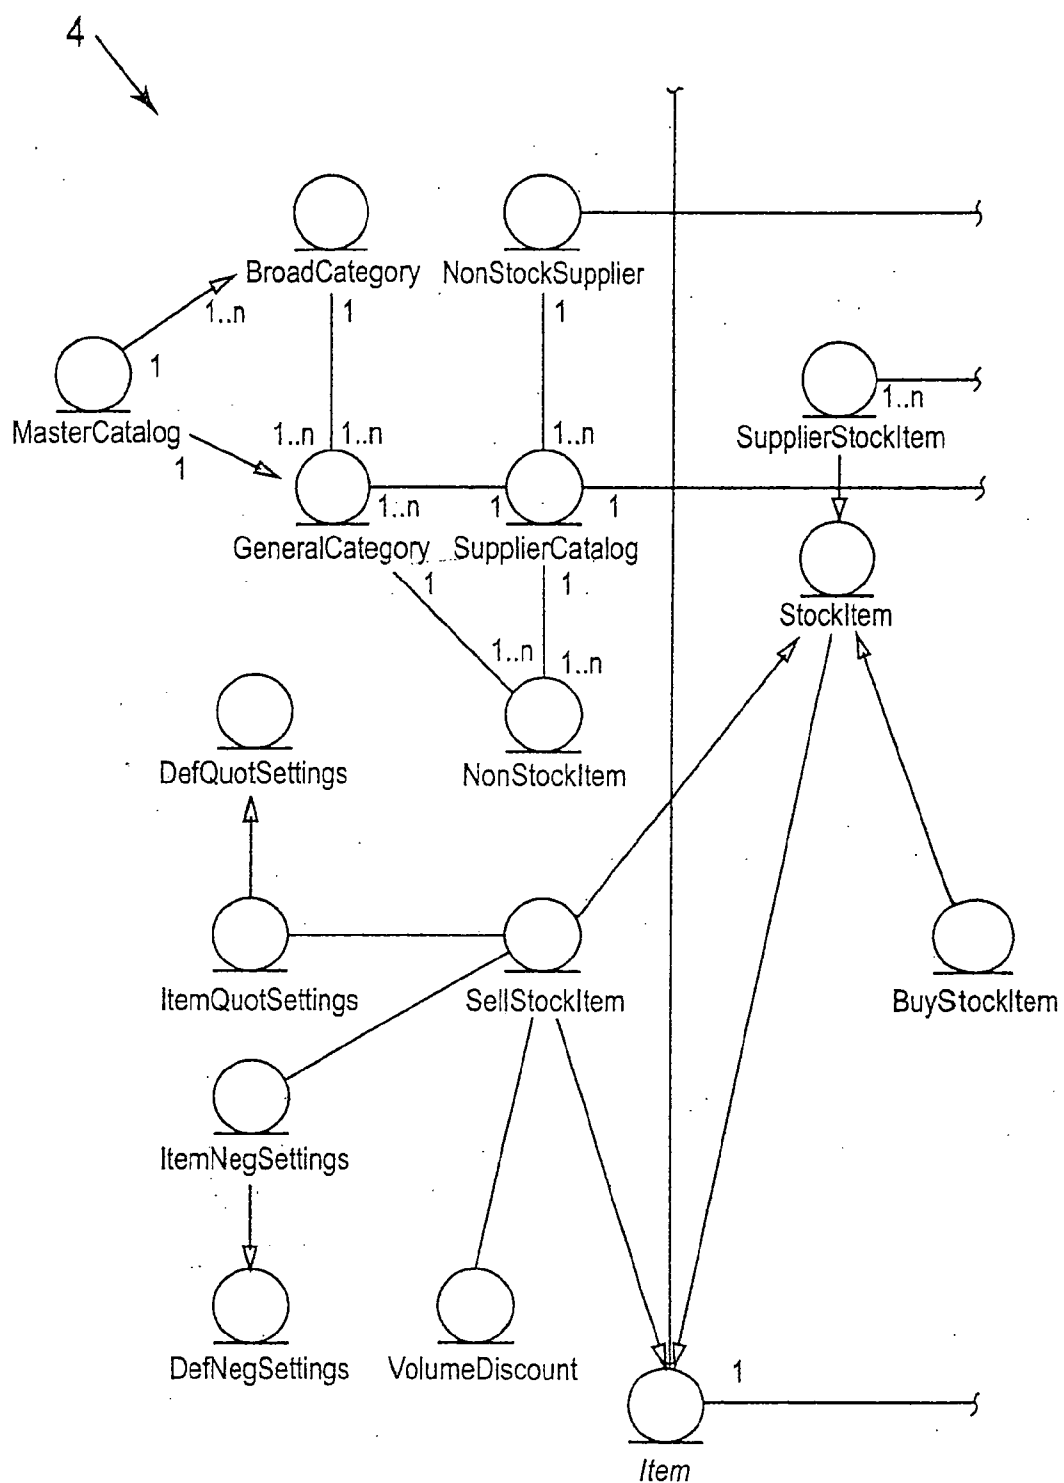 4
BroadCategory
NonStockSupplier
1..n
1
1
1
MasterCatalog
1
1..n
1..n
1..n
1..n
SupplierStockItem
1..n
1
1
GeneralCategory
SupplierCatalog
1
1
StockItem
1..n
1..n
DefQuotSettings
NonStockItem
ItemQuotSettings
SellStockItem
BuyStockItem
ItemNegSettings
DefNegSettings
VolumeDiscount
1
Item